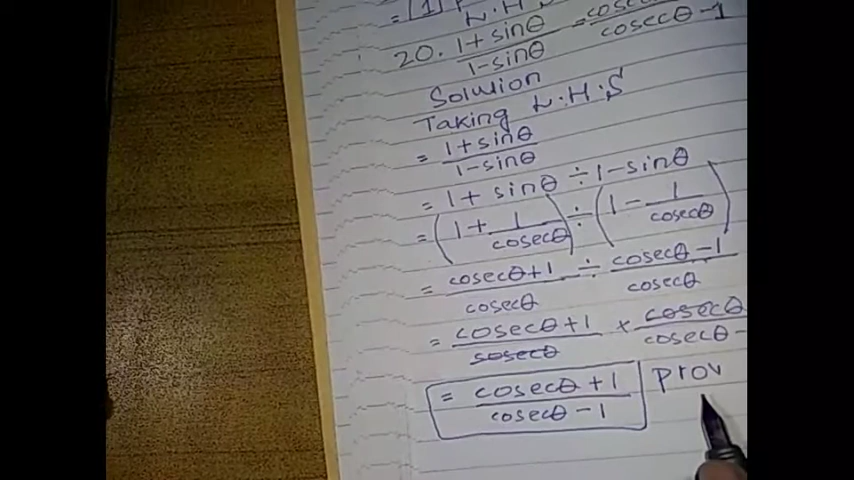 = [1]
L.H.S
20. 1+sinθ/1-sinθ = cosec/cosecθ-1
Solution
Taking L.H.S
= 1+sinθ/1-sinθ
= 1+ sinθ ÷ 1-sinθ
= (1+ 1/cosecθ) ÷ (1- 1/cosecθ)
= cosecθ+1/cosecθ ÷ cosecθ-1/cosecθ
= cosecθ+1/cosecθ × cosecθ/cosecθ-
= cosecθ+1/cosecθ-1 prov